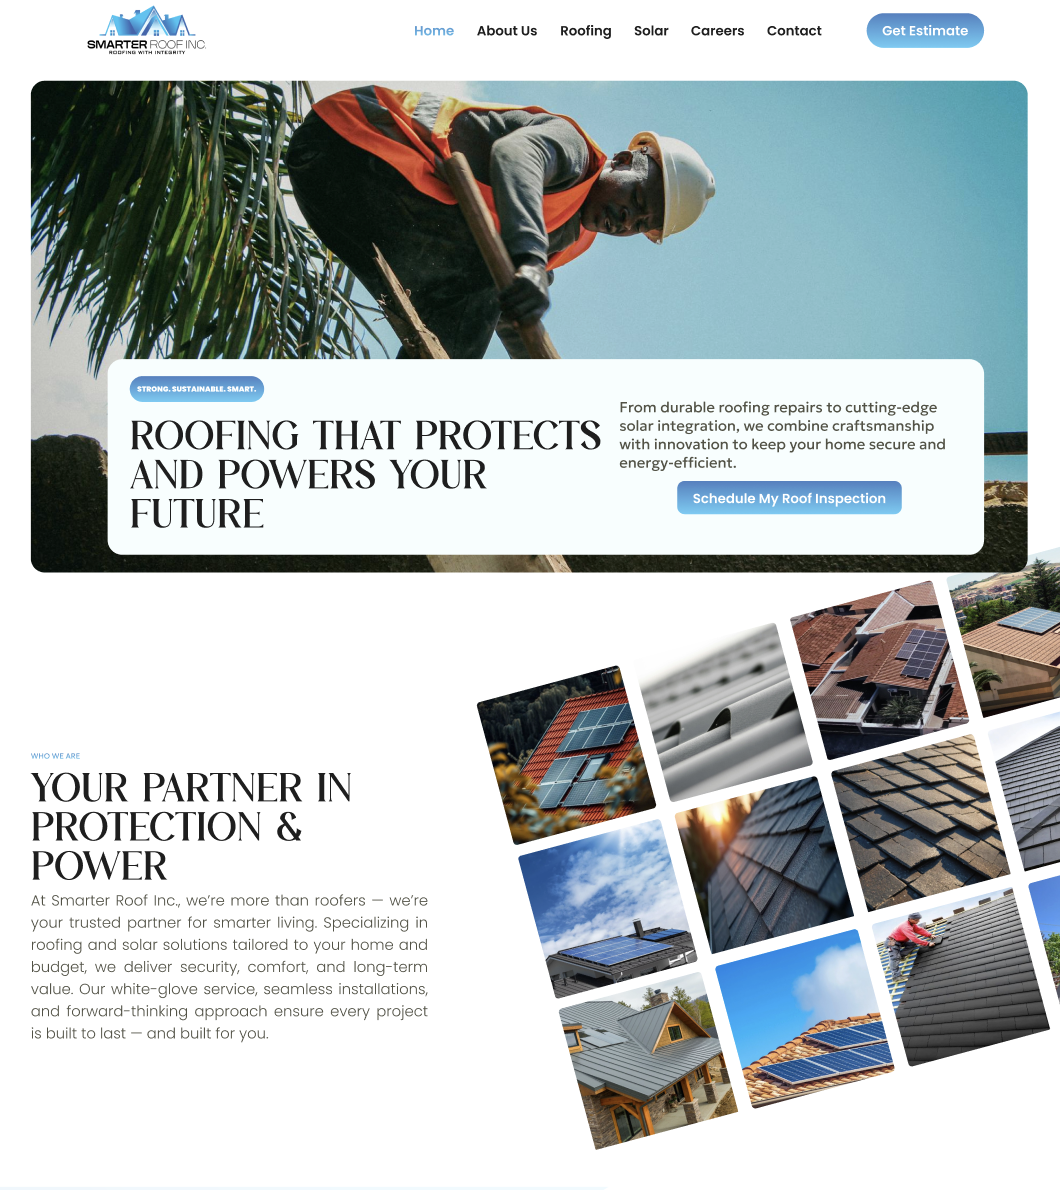 SMARTER ROOF INC.
ROOFING WITH INTEGRITY
Home About Us Roofing Solar Careers Contact Get Estimate
STRONG. SUSTAINABLE. SMART.
ROOFING THAT PROTECTS
AND POWERS YOUR
FUTURE
From durable roofing repairs to cutting-edge
solar integration, we combine craftsmanship
with innovation to keep your home secure and
energy-efficient.
Schedule My Roof Inspection
WHO WE ARE
YOUR PARTNER IN
PROTECTION &
POWER
At Smarter Roof Inc., we’re more than roofers — we’re
your trusted partner for smarter living. Specializing in
roofing and solar solutions tailored to your home and
budget, we deliver security, comfort, and long-term
value. Our white-glove service, seamless installations,
and forward-thinking approach ensure every project
is built to last — and built for you.